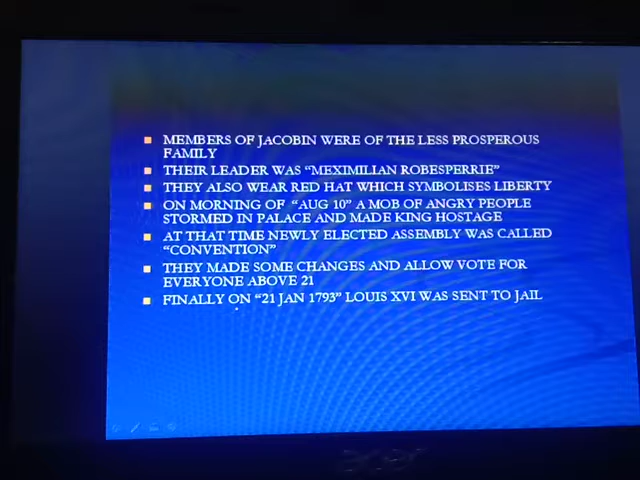 MEMBERS OF JACOBIN WERE OF THE LESS PROSPEROUS
FAMILY
THEIR LEADER WAS "MEXIMILIAN ROBESPERRIE"
THEY ALSO WEAR RED HAT WHICH SYMBOLISES LIBERTY
ON MORNING OF "AUG 10" A MOB OF ANGRY PEOPLE
STORMED IN PALACE AND MADE KING HOSTAGE
AT THAT TIME NEWLY ELECTED ASSEMBLY WAS CALLED
"CONVENTION"
THEY MADE SOME CHANGES AND ALLOW VOTE FOR
EVERYONE ABOVE 21
FINALLY ON "21 JAN 1793" LOUIS XVI WAS SENT TO JAIL